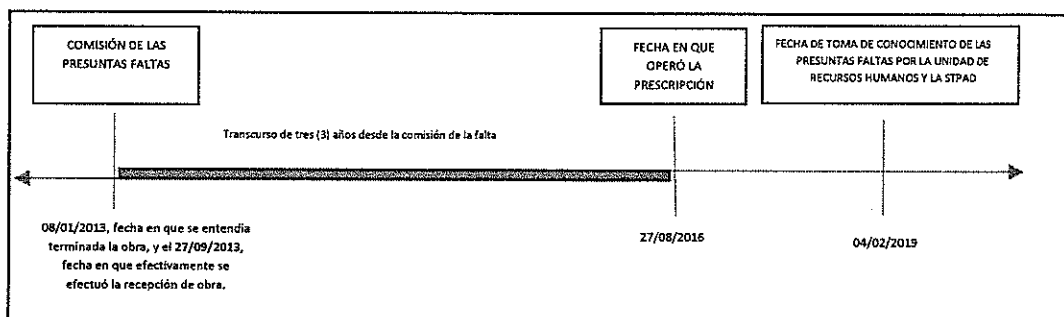 COMISIÓN DE LAS
PRESUNTAS FALTAS
FECHA EN QUE
OPERÓ LA
PRESCRIPCIÓN
FECHA DE TOMA DE CONOCIMIENTO DE LAS
PRESUNTAS FALTAS POR LA UNIDAD DE
RECURSOS HUMANOS Y LA STPAD
Transcurso de tres (3) años desde la comisión de la falta
08/01/2013, fecha en que se entendia
terminada la obra, y el 27/09/2013,
fecha en que efectivamente se
efectuó la recepción de obra.
27/08/2016
04/02/2019